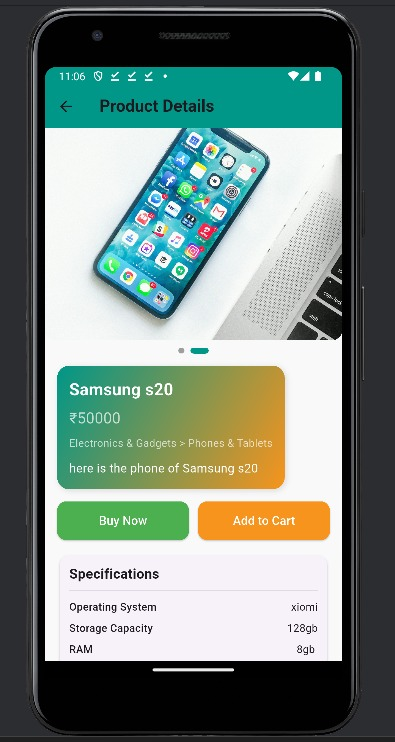 11:06
Product Details
Samsung s20
₹50000
Electronics & Gadgets > Phones & Tablets
here is the phone of Samsung s20
Buy Now Add to Cart
Specifications
Operating System xiomi
Storage Capacity 128gb
RAM 8gb